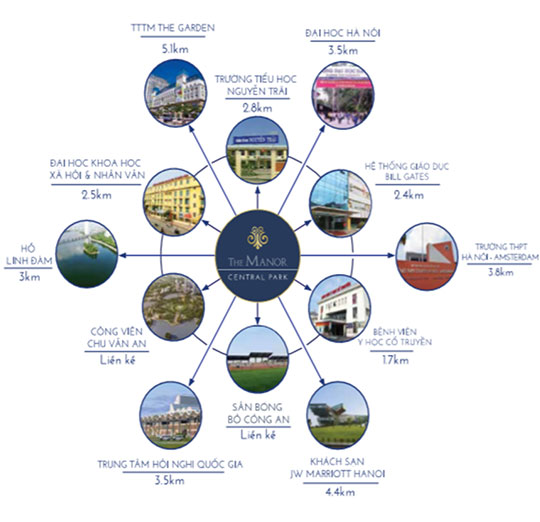 TTTM THE GARDEN
5.1km
ĐẠI HỌC HÀ NỘI
3.5km
TRƯỜNG TIỂU HỌC
NGUYỄN TRÃI
2.8km
ĐẠI HỌC KHOA HỌC
XÃ HỘI & NHÂN VĂN
2.5km
HỆ THỐNG GIÁO DỤC
BILL GATES
2.4km
HỒ
LINH ĐÀM
3km
THE MANOR
CENTRAL PARK
TRƯỜNG THPT
HÀ NỘI - AMSTERDAM
3.8km
CÔNG VIÊN
CHU VĂN AN
Liền kề
BỆNH VIỆN
Y HỌC CỔ TRUYỀN
1.7km
SÂN BÓNG
BỘ CÔNG AN
Liền kề
TRUNG TÂM HỘI NGHỊ QUỐC GIA
3.5km
KHÁCH SẠN
JW MARRIOTT HANOI
4.4km